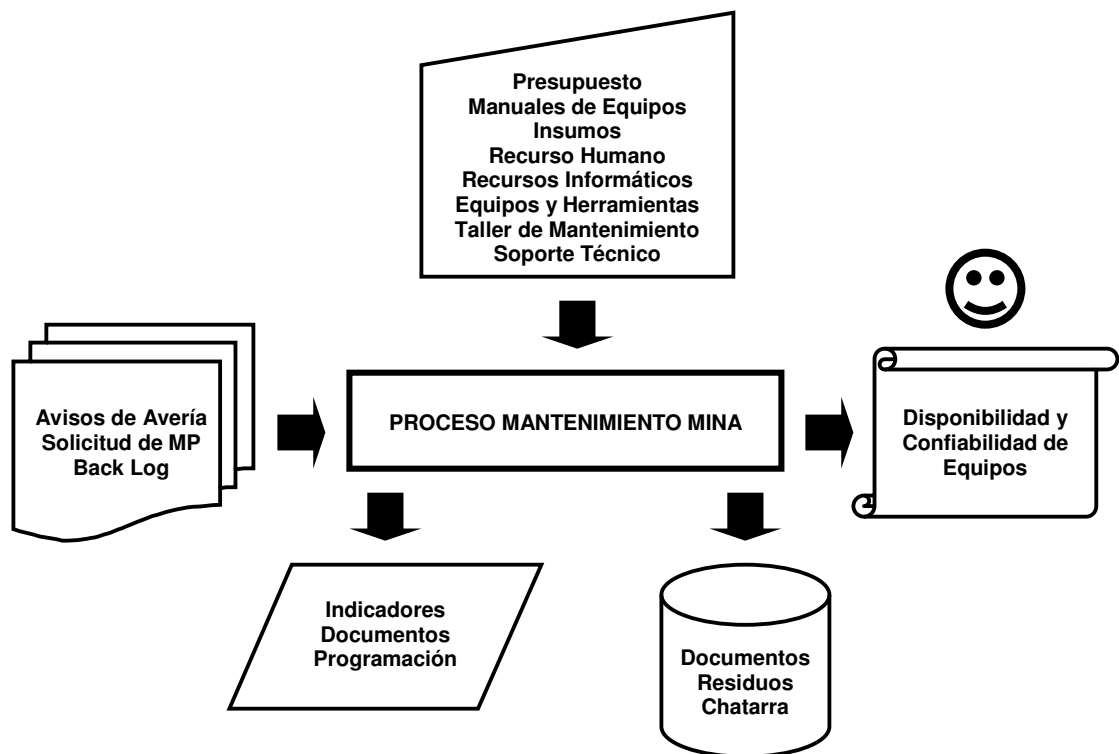 Presupuesto
Manuales de Equipos
Insumos
Recurso Humano
Recursos Informáticos
Equipos y Herramientas
Taller de Mantenimiento
Soporte Técnico
Avisos de Avería
Solicitud de MP
Back Log
PROCESO MANTENIMIENTO MINA
Disponibilidad y
Confiabilidad de
Equipos
Indicadores
Documentos
Programación
Documentos
Residuos
Chatarra